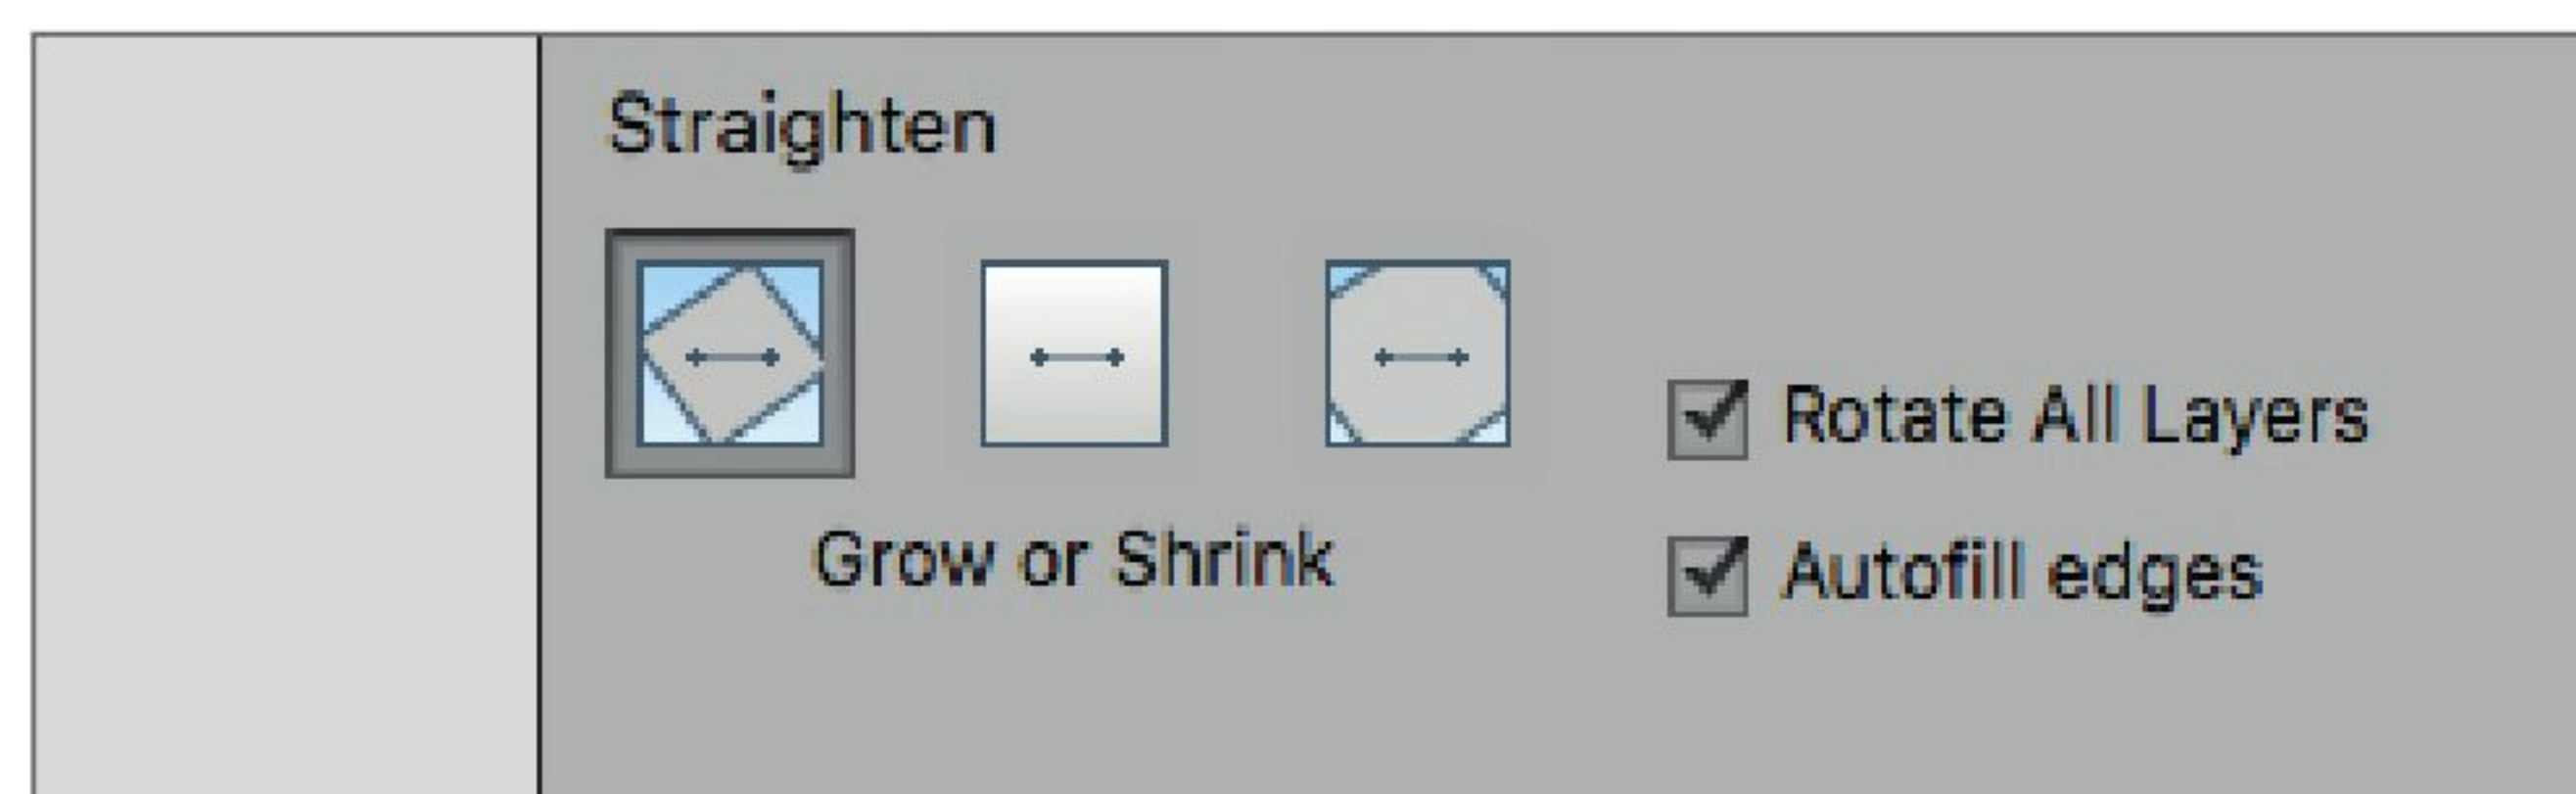 Straighten
Rotate All Layers
Grow or Shrink
Autofill edges